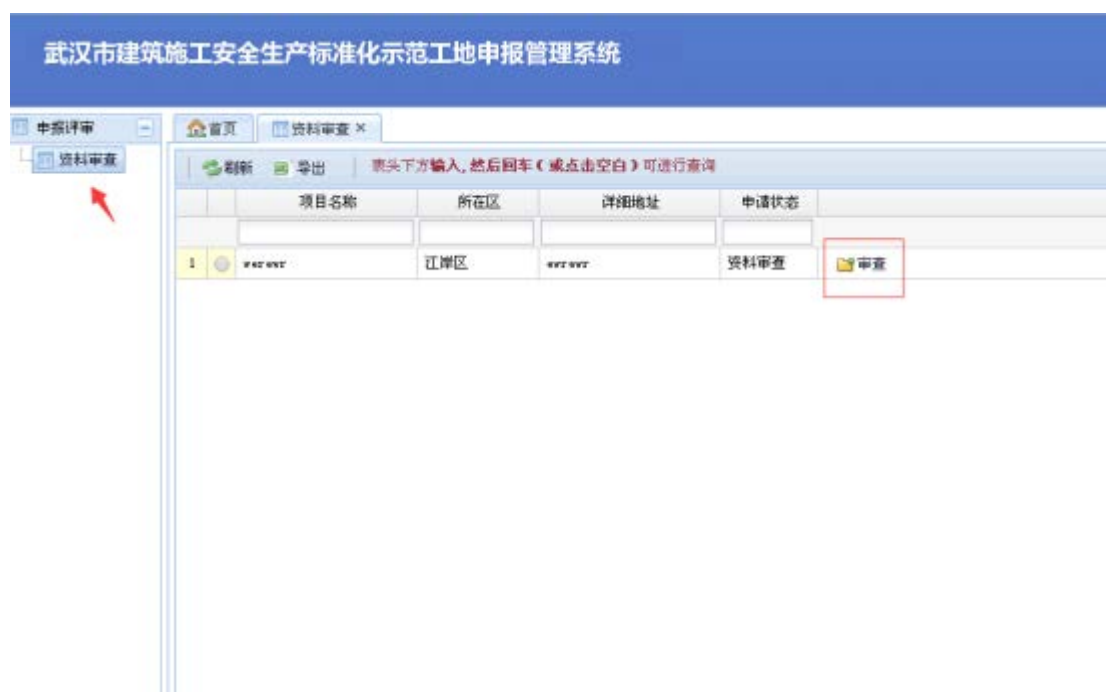 武汉市建筑施工安全生产标准化示范工地申报管理系统
申报评审
首页 资料审查 ×
资料审查
刷新 导出 表头下方输入,然后回车(或点击空白)可进行查询
项目名称 所在区 详细地址 申请状态
1 江岸区 资料审查 审查